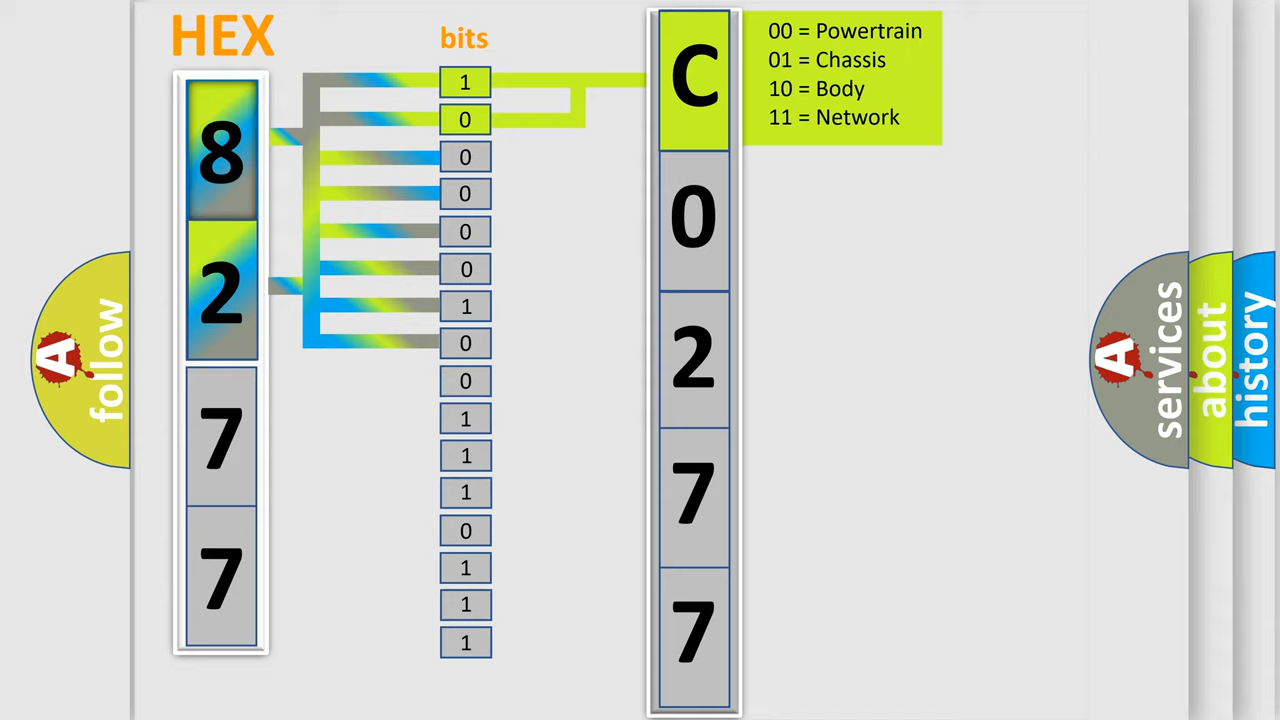 HEX
bits
8
2
7
7
1
0
0
0
0
0
1
0
0
1
1
1
0
1
1
1
C
0
2
7
7
00 = Powertrain
01 = Chassis
10 = Body
11 = Network
A
follow
A
services
about
history